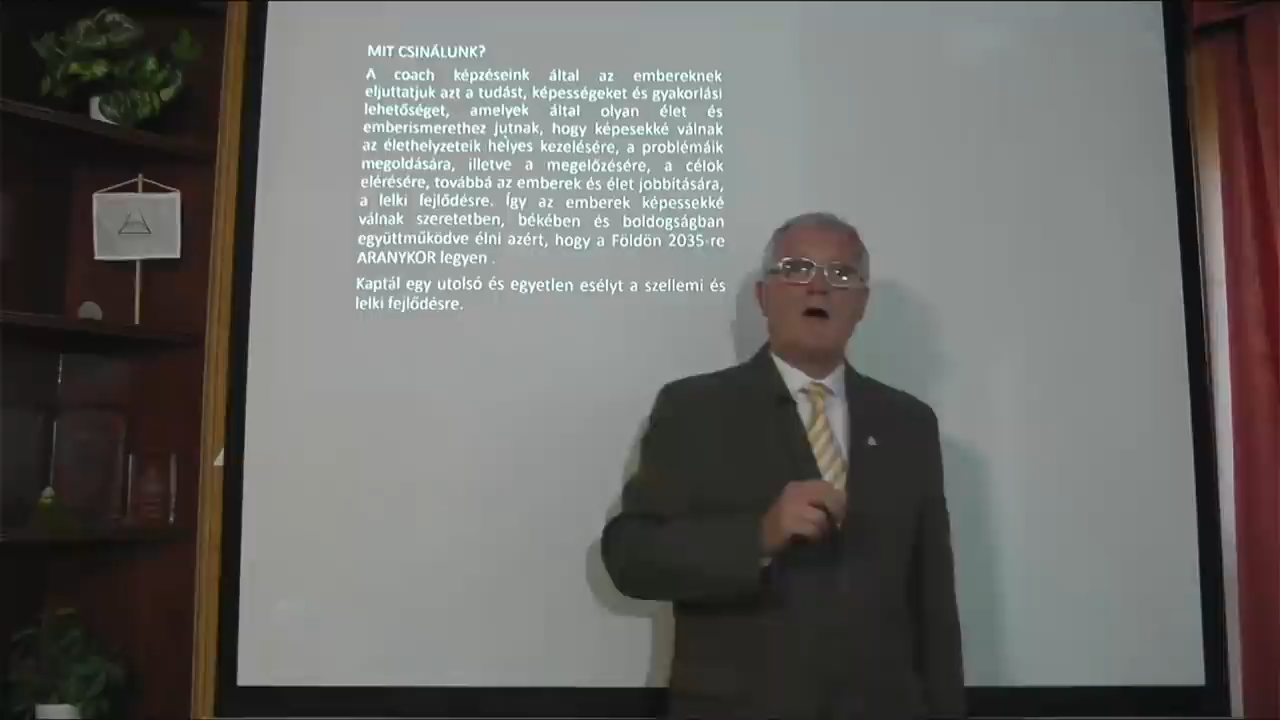 MIT CSINÁLUNK?
A coach képzéseink által az embereknek
eljuttatjuk azt a tudást, képességeket és gyakorlási
lehetőséget, amelyek által olyan élet és
emberismerethez jutnak, hogy képesekké válnak
az élethelyzeteik helyes kezelésére, a problémáik
megoldására, illetve a megelőzésére, a célok
elérésére, továbbá az emberek és élet jobbítására,
a lelki fejlődésre. Így az emberek képessekké
válnak szeretetben, békében és boldogságban
együttműködve élni azért, hogy a Földön 2035-re
ARANYKOR legyen .
Kaptál egy utolsó és egyetlen esélyt a szellemi és
lelki fejlődésre.